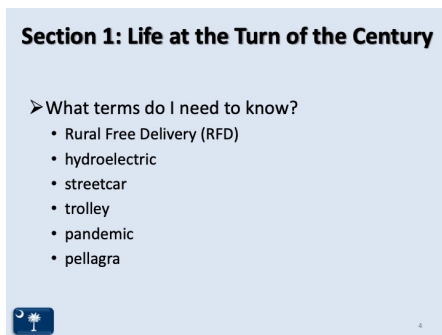 Section 1: Life at the Turn of the Century
➢What terms do I need to know?
• Rural Free Delivery (RFD)
• hydroelectric
• streetcar
• trolley
• pandemic
• pellagra
4